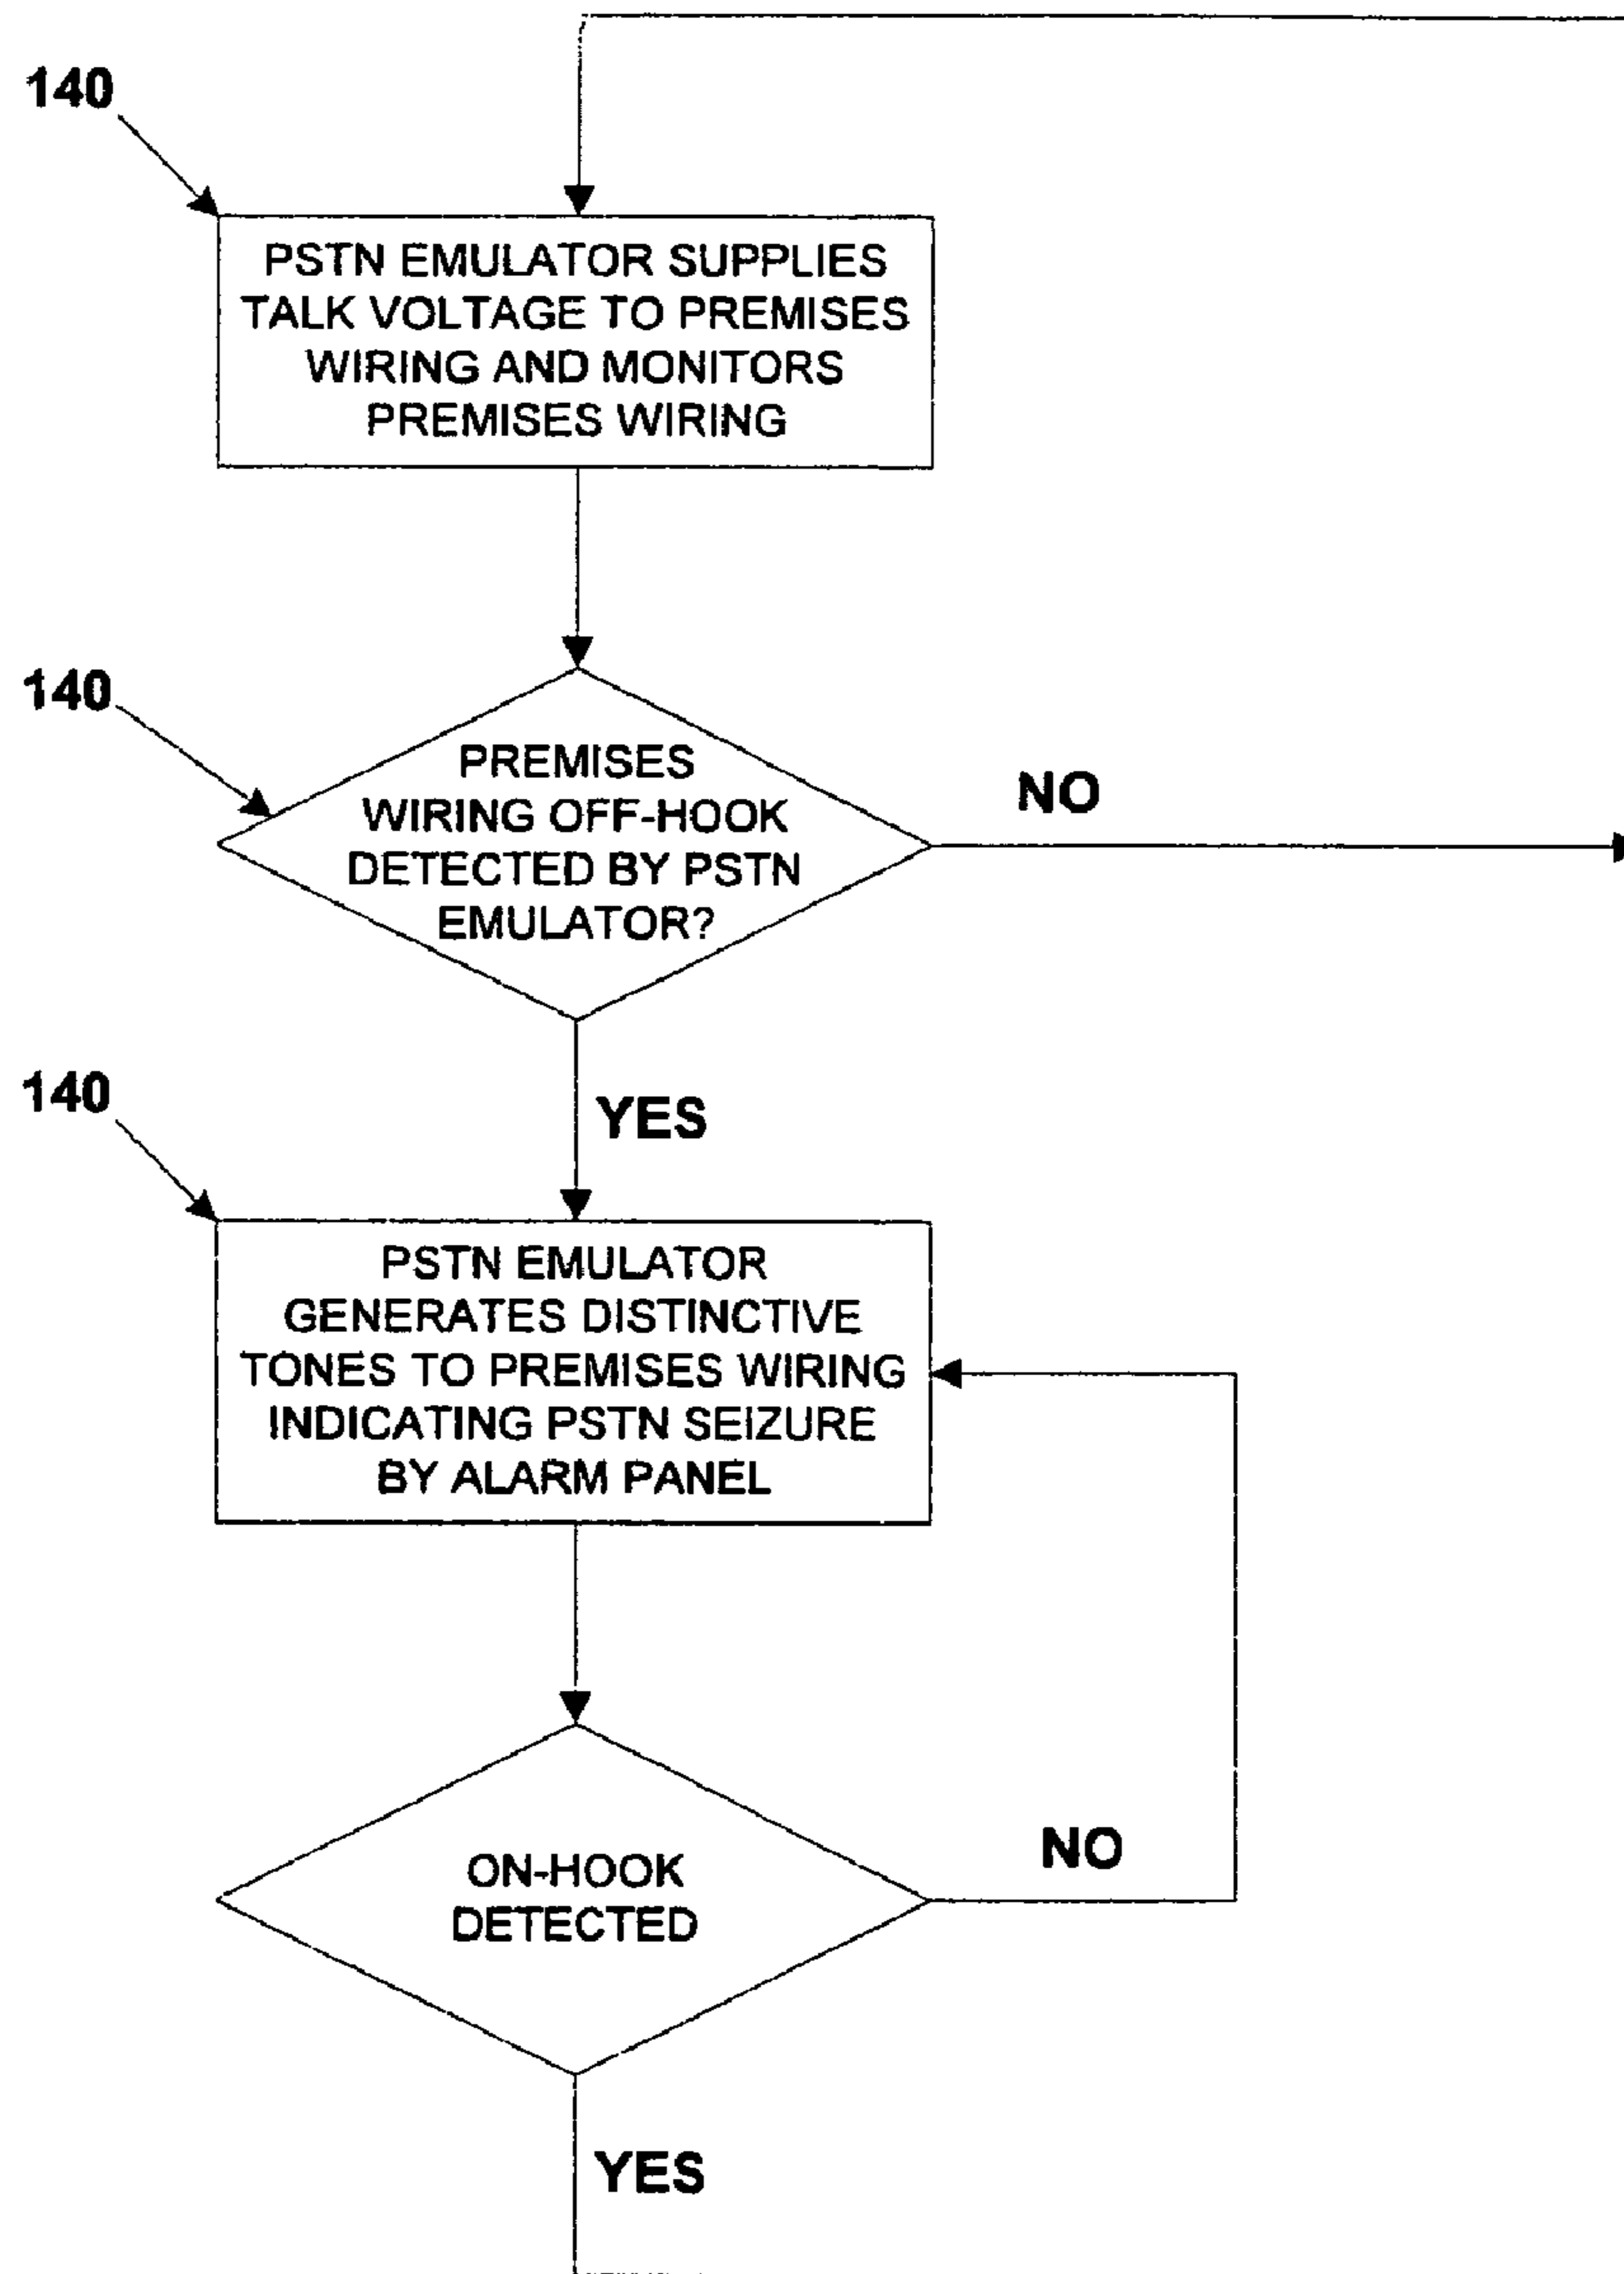 140
PSTN EMULATOR SUPPLIES
TALK VOLTAGE TO PREMISES
WIRING AND MONITORS
PREMISES WIRING
140
PREMISES
WIRING OFF-HOOK
DETECTED BY PSTN
EMULATOR?
NO
YES
140
PSTN EMULATOR
GENERATES DISTINCTIVE
TONES TO PREMISES WIRING
INDICATING PSTN SEIZURE
BY ALARM PANEL
ON-HOOK
DETECTED
NO
YES